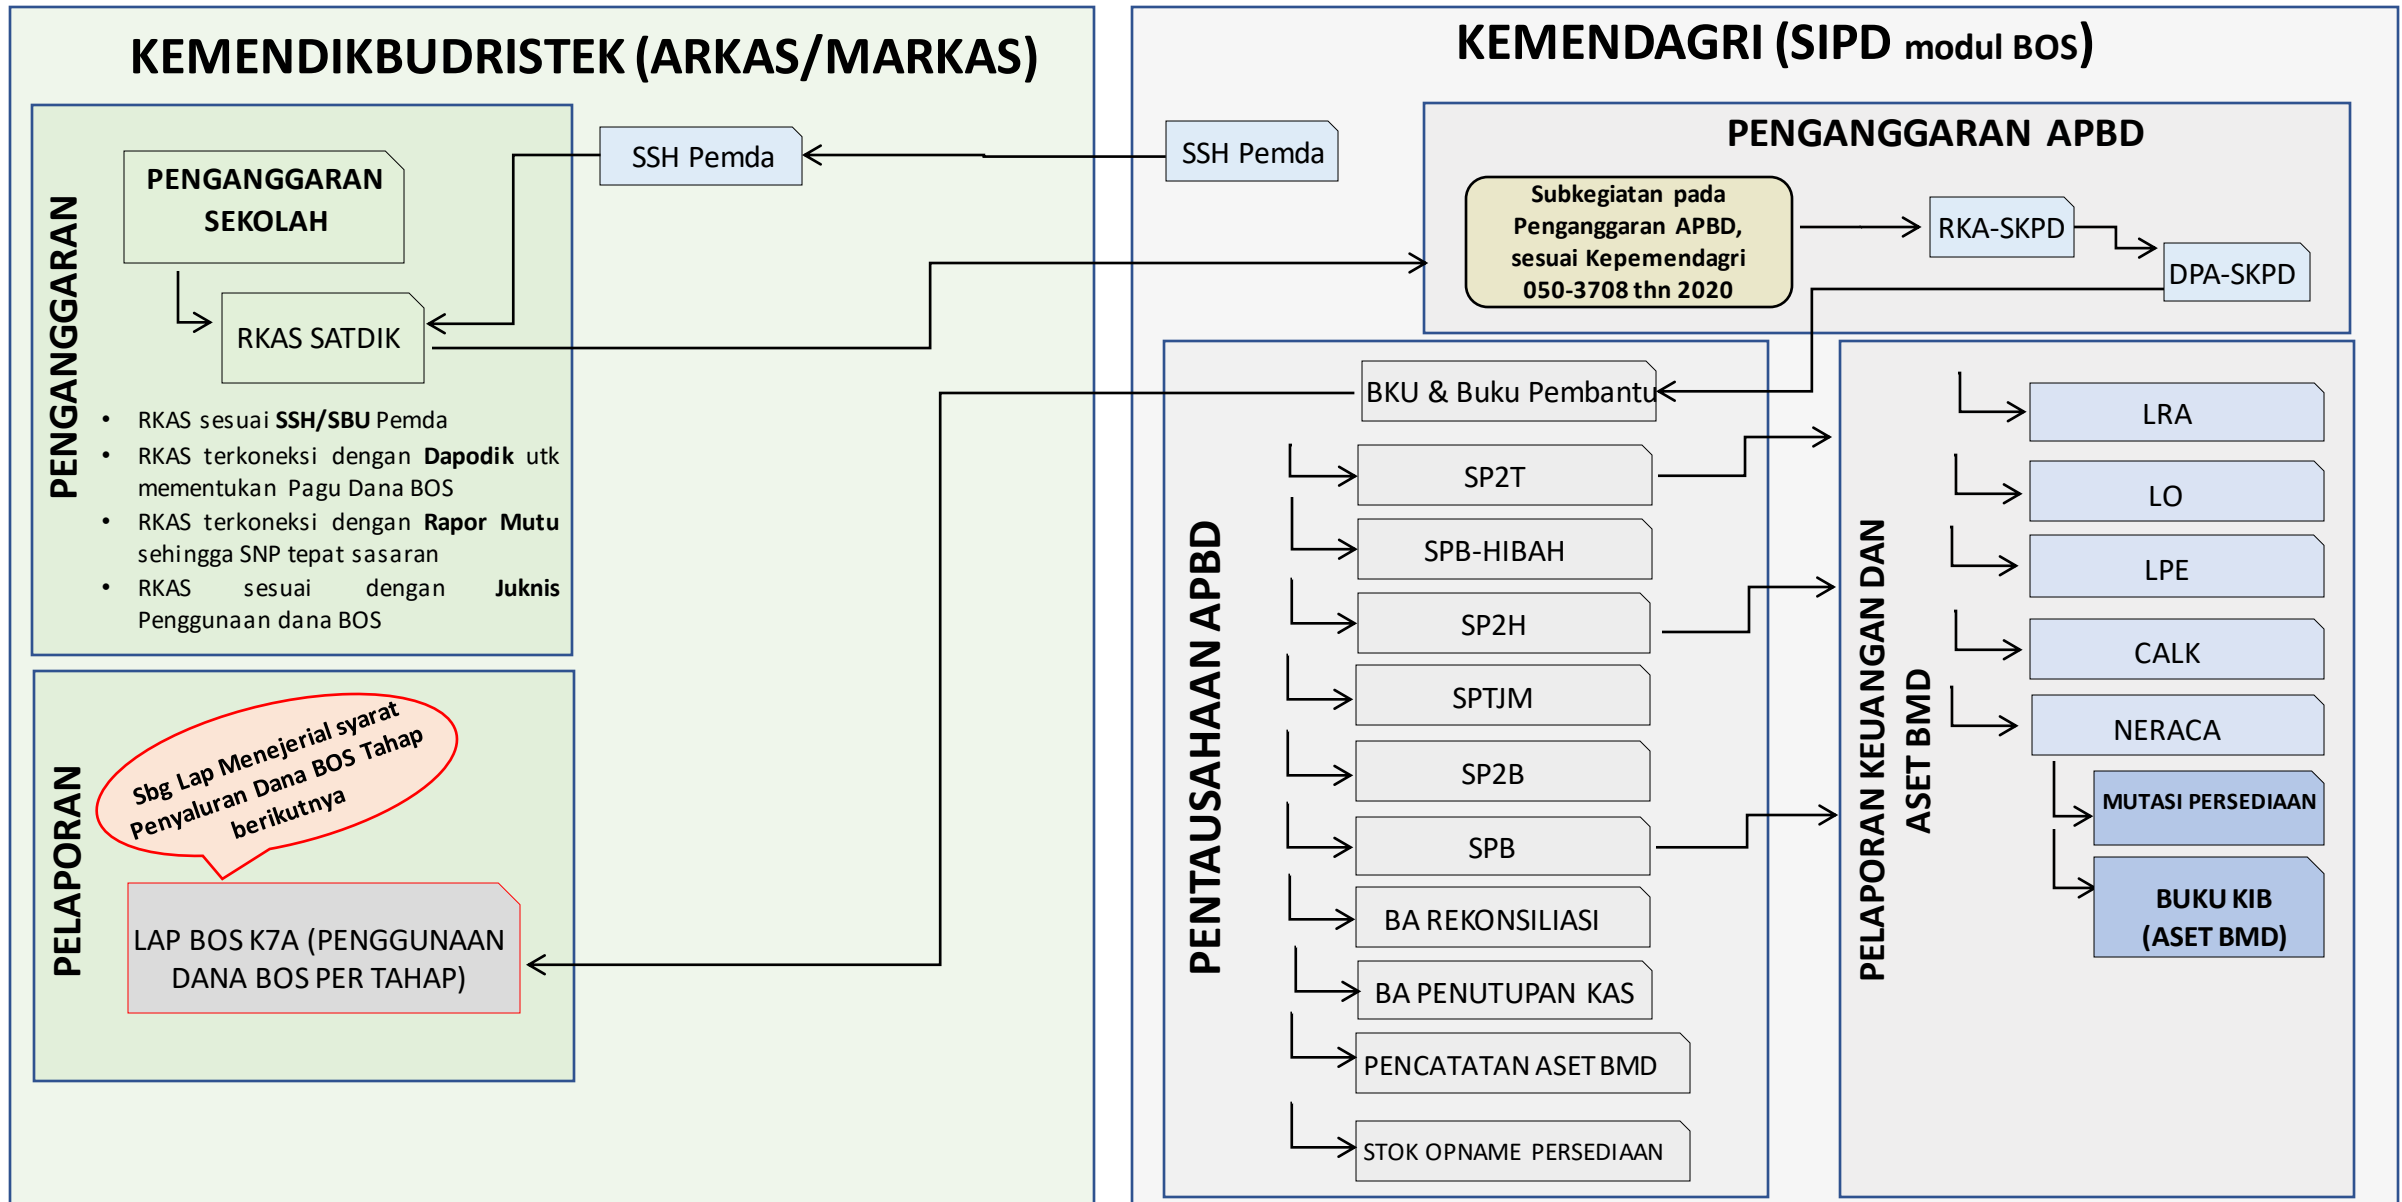 KEMENDIKBUDRISTEK (ARKAS/MARKAS)
PENGANGGARAN
PENGANGGARAN
SEKOLAH
SSH Pemda
RKAS SATDIK
• RKAS sesuai SSH/SBU Pemda
• RKAS terkoneksi dengan Dapodik utk
mementukan Pagu Dana BOS
• RKAS terkoneksi dengan Rapor Mutu
sehingga SNP tepat sasaran
• RKAS sesuai dengan Juknis
Penggunaan dana BOS
PELAPORAN
Sbg Lap Menejerial syarat
Penyaluran Dana BOS Tahap
berikutnya
LAP BOS K7A (PENGGUNAAN
DANA BOS PER TAHAP)
KEMENDAGRI (SIPD modul BOS)
SSH Pemda
PENGANGGARAN APBD
Subkegiatan pada
Penganggaran APBD,
sesuai Kepemendagri
050-3708 thn 2020
RKA-SKPD
DPA-SKPD
PENTAUSAHAAN APBD
BKU & Buku Pembantu
SP2T
SPB-HIBAH
SP2H
SPTJM
SP2B
SPB
BA REKONSILIASI
BA PENUTUPAN KAS
PENCATATAN ASET BMD
STOK OPNAME PERSEDIAAN
PELAPORAN KEUANGAN DAN
ASET BMD
LRA
LO
LPE
CALK
NERACA
MUTASI PERSEDIAAN
BUKU KIB
(ASET BMD)